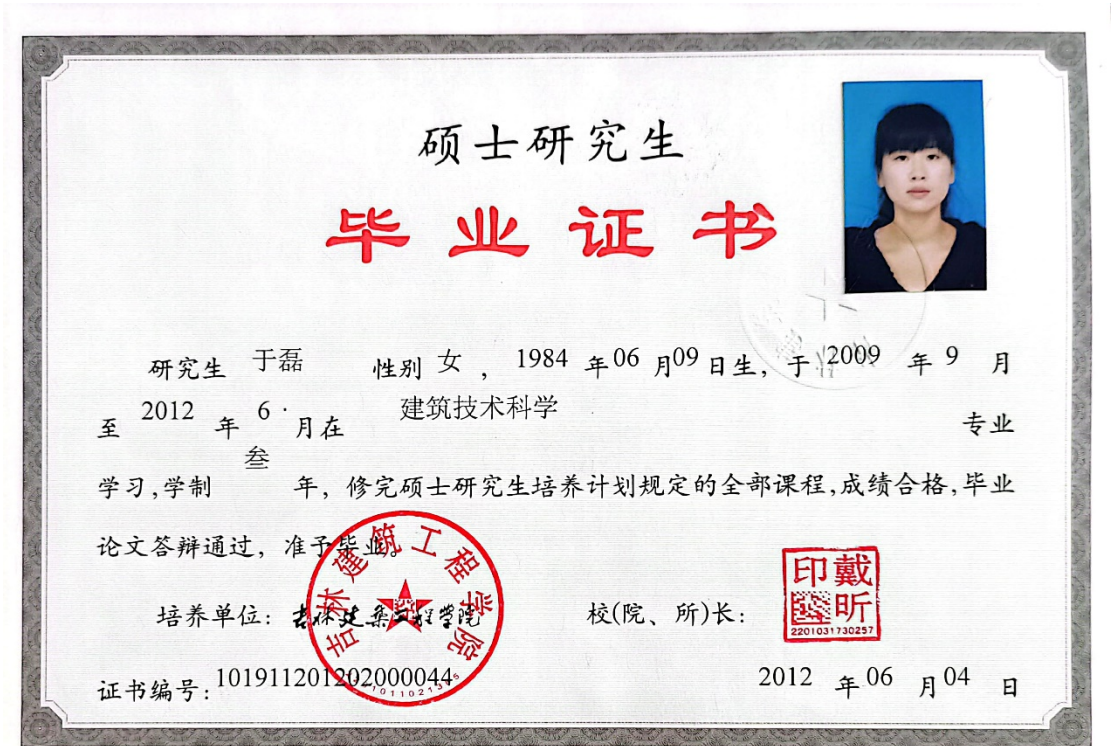 硕士研究生
毕业证书
研究生 于磊 性别 女 , 1984 年 06 月 09 日生, 于 2009 年 9 月
至 2012 年 6 · 月在 建筑技术科学 专业
学习,学制 叁 年, 修完硕士研究生培养计划规定的全部课程,成绩合格,毕业
论文答辩通过, 准予毕业。
吉林建筑工程学院
培养单位: 吉林建筑工程学院 校(院、所)长:
印戴
昕
2201031730257
证书编号: 101911201202000044 2012 年 06 月 04 日